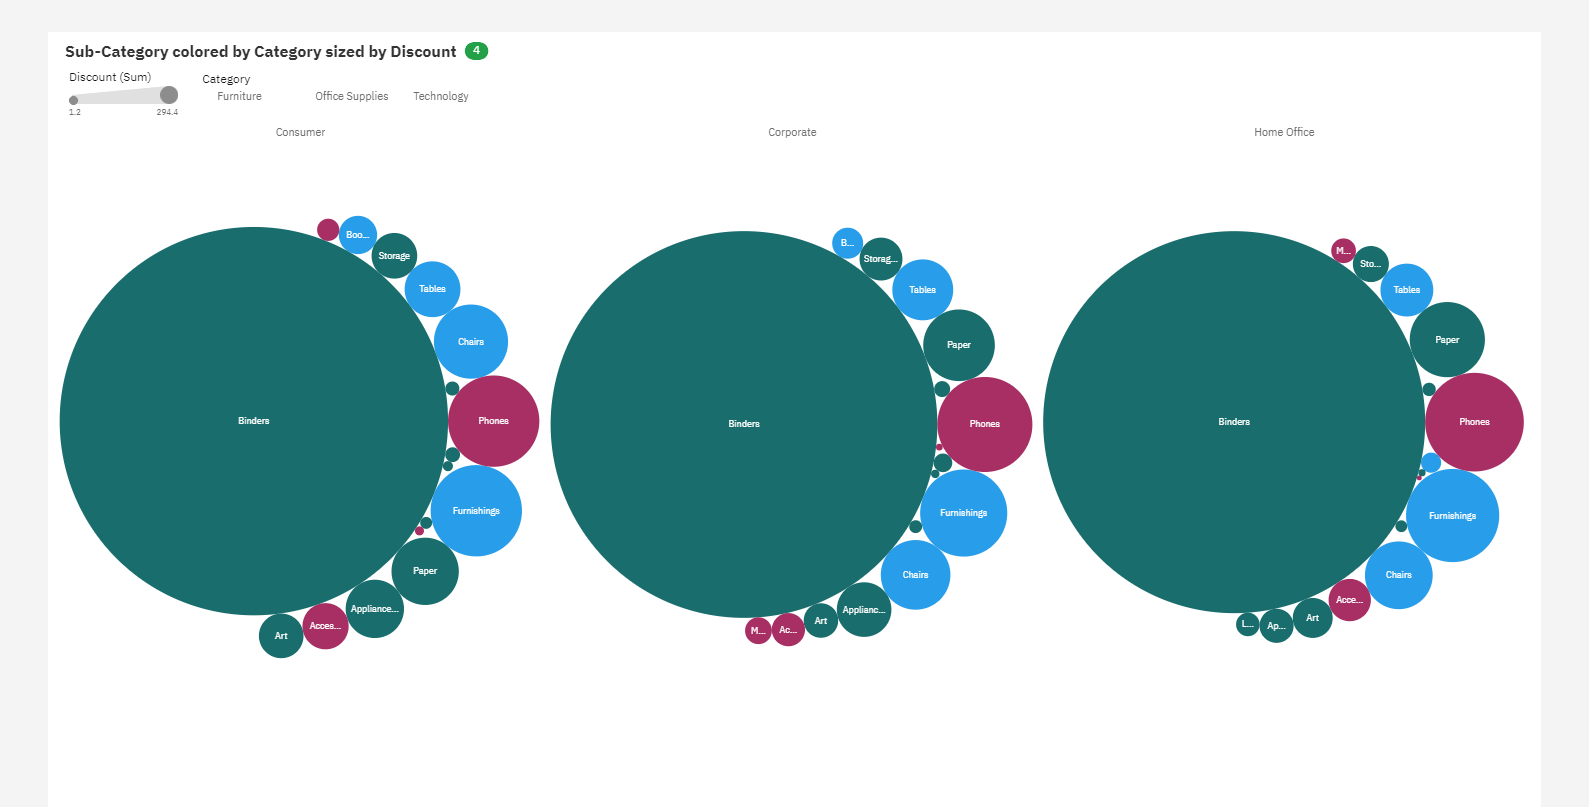 Sub-Category colored by Category sized by Discount 4
Discount (Sum)
1.2 294.4
Category
Furniture Office Supplies Technology
Consumer Corporate Home Office
Boo...
Storage
Tables
Chairs
Binders
Phones
Furnishings
Paper
Appliance...
Acces...
Art
B...
Storag...
Tables
Paper
Binders
Phones
Furnishings
Chairs
Applianc...
Art
Ac...
M...
M...
Sto...
Tables
Paper
Binders
Phones
Furnishings
Chairs
Acce...
Art
Ap...
L...